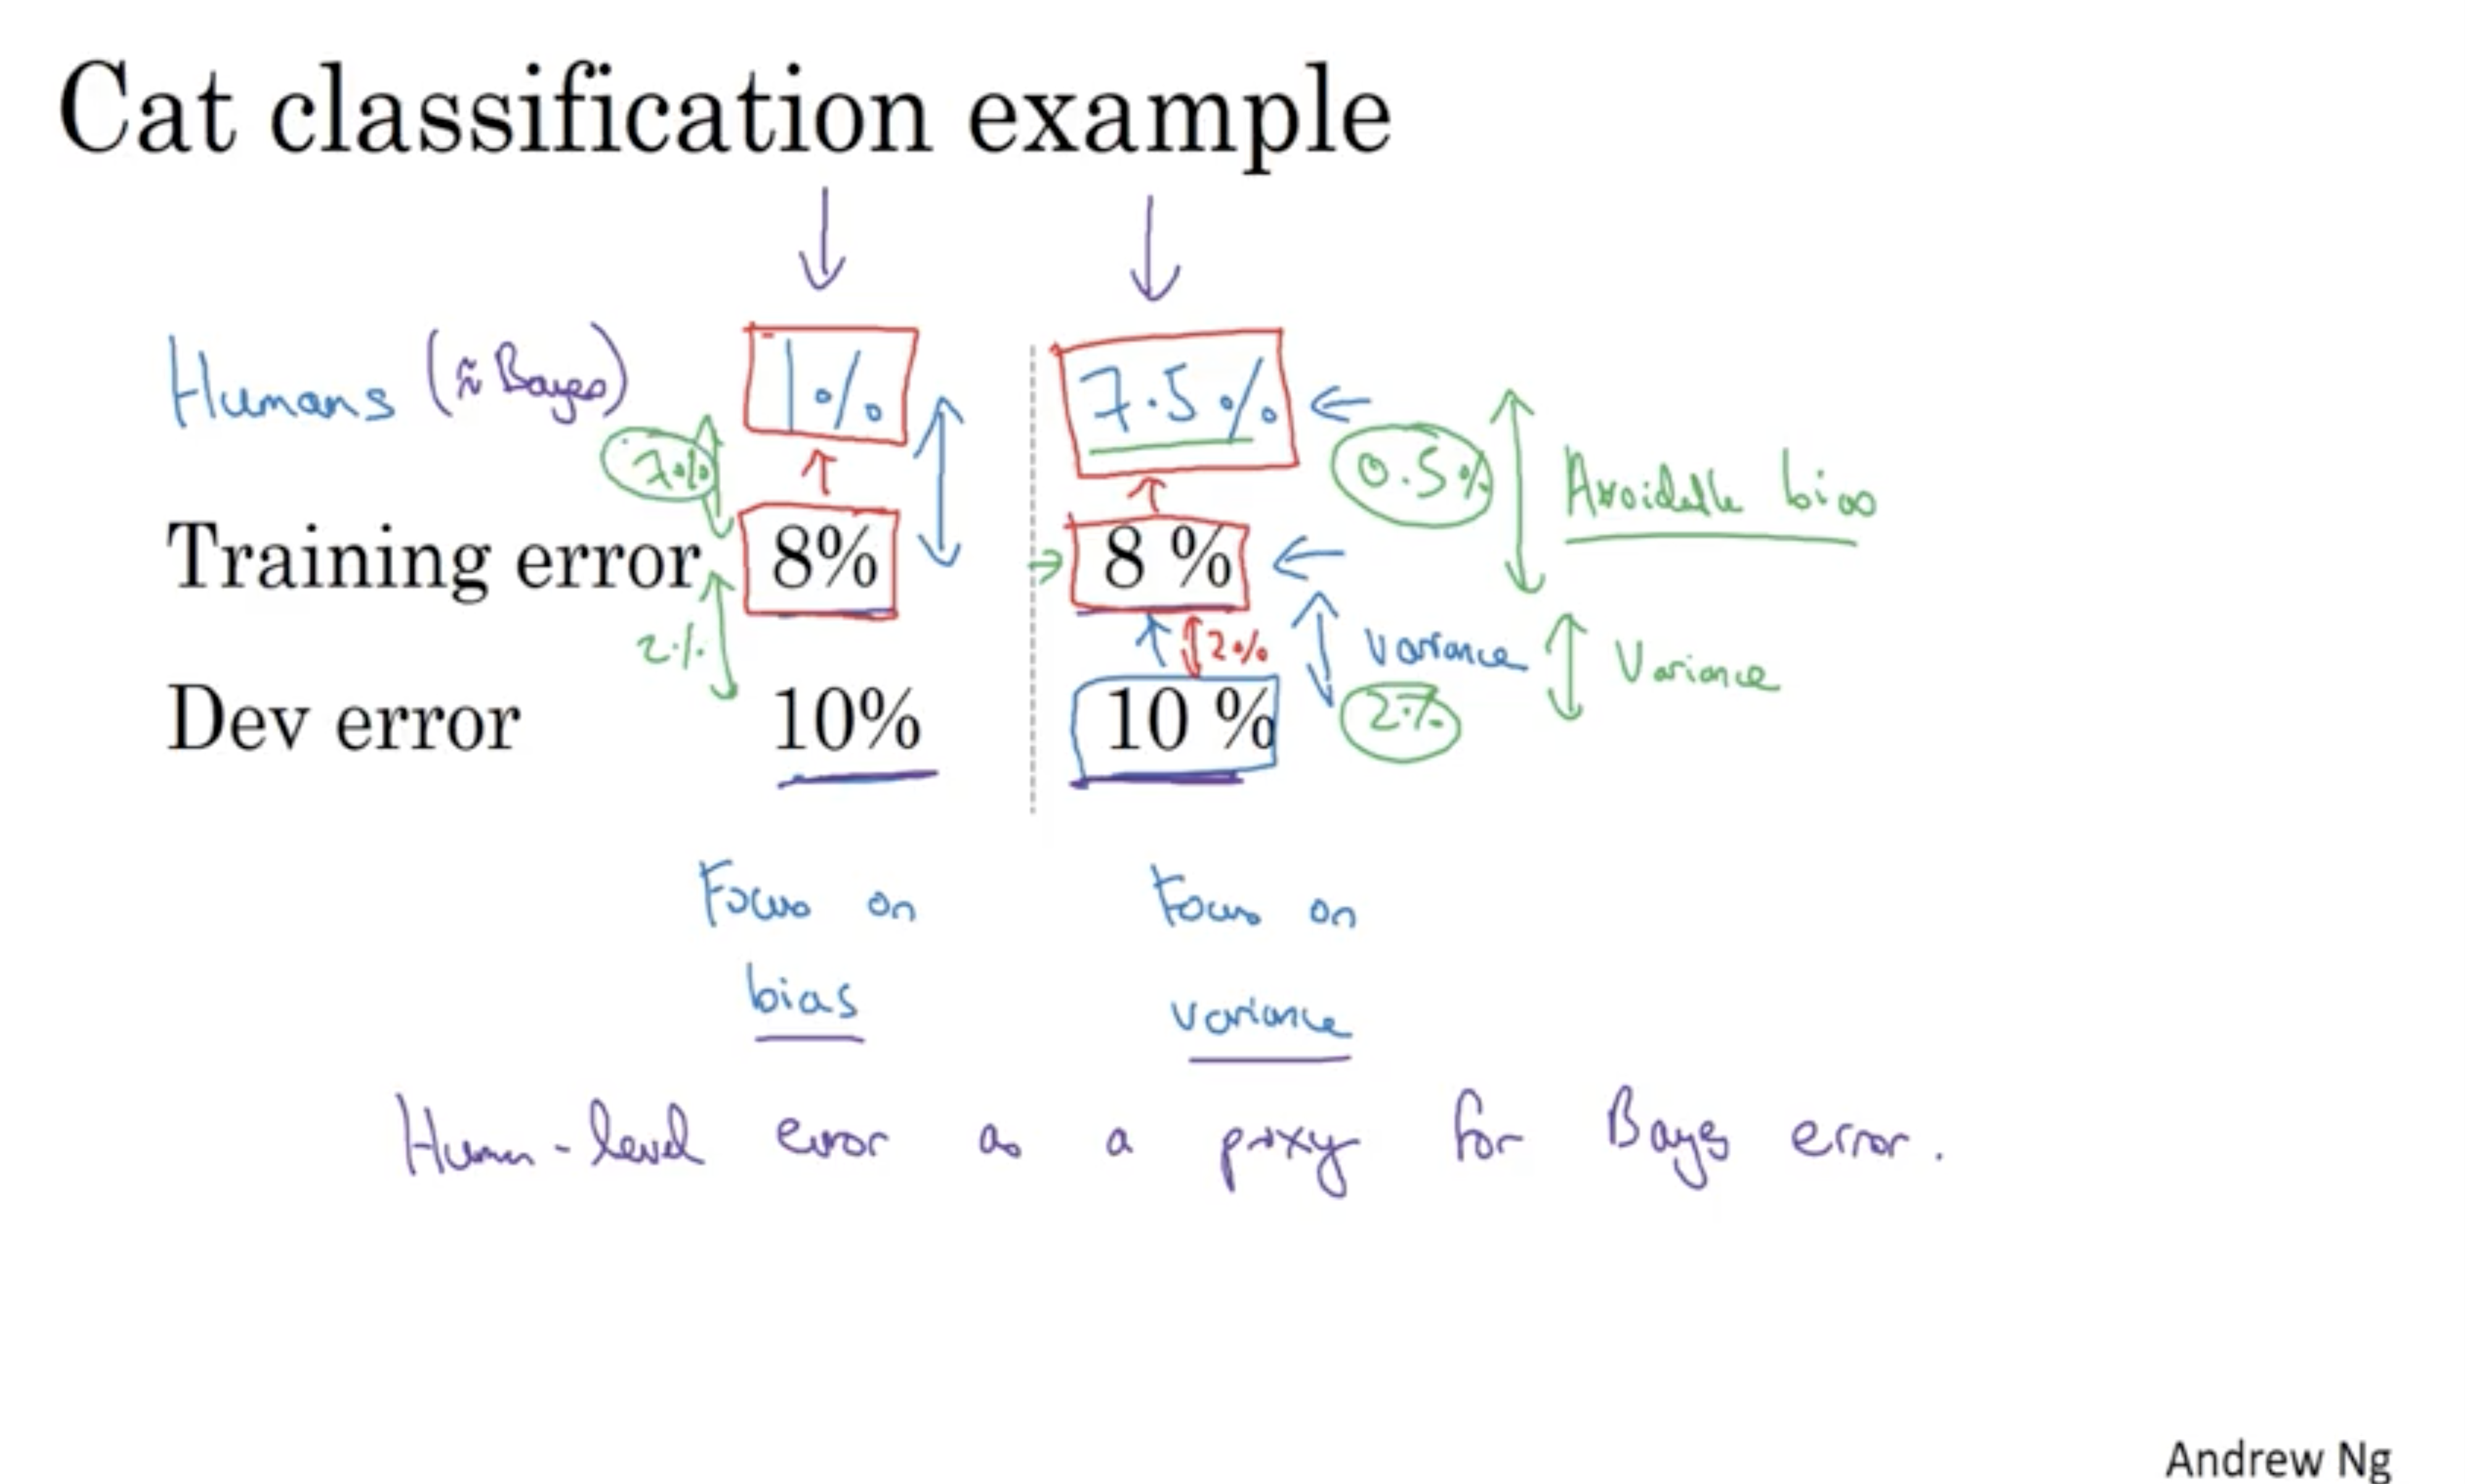 Cat classification example
Humans (≈ Bayes) 1% 7.5%
7% 0.5% Avoidable bias
Training error 8% 8 %
2% 2% Variance Variance
Dev error 10% 10 % 2%
Focus on Focus on
bias variance
Human-level error as a proxy for Bayes error.
Andrew Ng